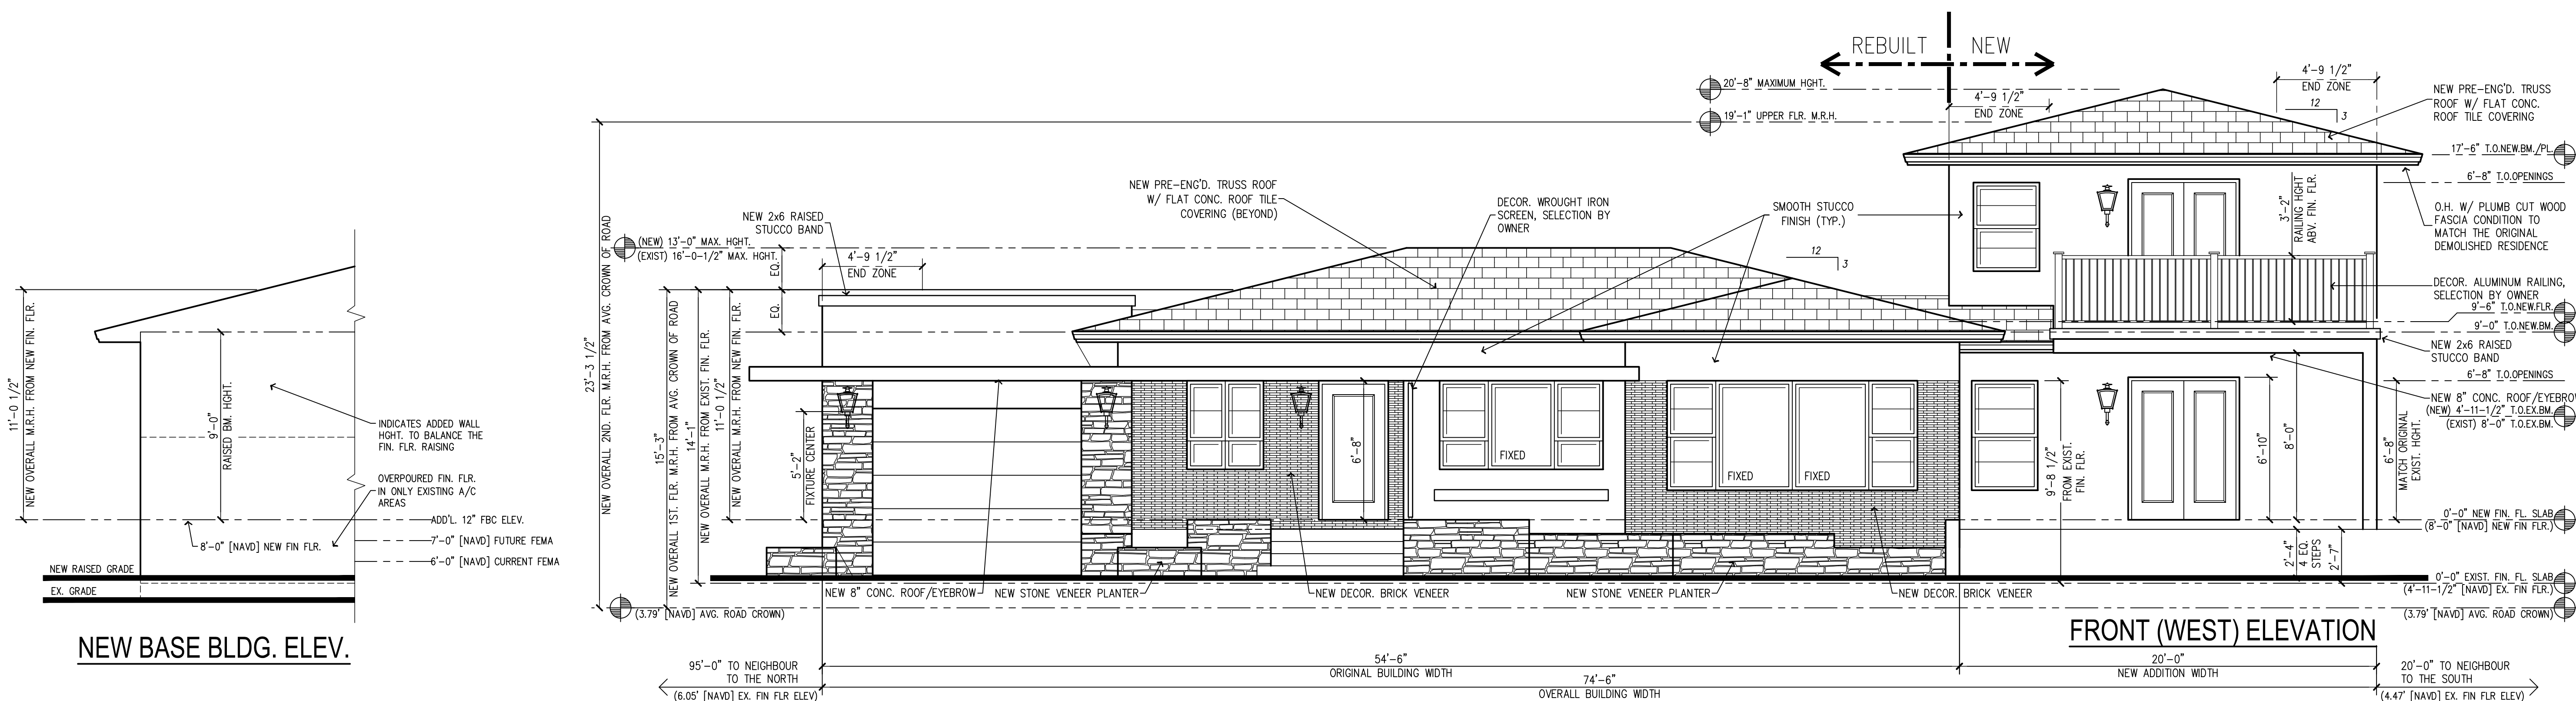 11'-0 1/2"
NEW OVERALL M.R.H. FROM NEW FIN. FLR.
9'-0"
RAISED BM. HGHT.
INDICATES ADDED WALL
HGHT. TO BALANCE THE
FIN. FLR. RAISING
OVERPOURED FIN. FLR.
IN ONLY EXISTING A/C
AREAS
ADD'L. 12" FBC ELEV.
8'-0" [NAVD] NEW FIN FLR.
7'-0" [NAVD] FUTURE FEMA
6'-0" [NAVD] CURRENT FEMA
NEW RAISED GRADE
EX. GRADE
NEW BASE BLDG. ELEV.
REBUILT
NEW
20'-8" MAXIMUM HGHT.
19'-1" UPPER FLR. M.R.H.
4'-9 1/2"
END ZONE
4'-9 1/2"
END ZONE
12
3
NEW PRE-ENG'D. TRUSS
ROOF W/ FLAT CONC.
ROOF TILE COVERING
17'-6" T.O.NEW.BM./PL.
6'-8" T.O.OPENINGS
3'-2"
RAILING HGHT
ABV. FIN. FLR.
O.H. W/ PLUMB CUT WOOD
FASCIA CONDITION TO
MATCH THE ORIGINAL
DEMOLISHED RESIDENCE
DECOR. ALUMINUM RAILING,
SELECTION BY OWNER
9'-6" T.O.NEW.FLR.
9'-0" T.O.NEW.BM.
NEW 2x6 RAISED
STUCCO BAND
6'-8" T.O.OPENINGS
NEW 8" CONC. ROOF/EYEBROW
(NEW) 4'-11-1/2" T.O.EX.BM.
(EXIST) 8'-0" T.O.EX.BM.
23'-3 1/2"
NEW OVERALL 2ND. FLR. M.R.H. FROM AVG. CROWN OF ROAD
(NEW) 13'-0" MAX. HGHT.
(EXIST) 16'-0-1/2" MAX. HGHT.
NEW 2x6 RAISED
STUCCO BAND
4'-9 1/2"
END ZONE
EQ.
EQ.
NEW PRE-ENG'D. TRUSS ROOF
W/ FLAT CONC. ROOF TILE
COVERING (BEYOND)
DECOR. WROUGHT IRON
SCREEN, SELECTION BY
OWNER
SMOOTH STUCCO
FINISH (TYP.)
12
3
15'-3"
NEW OVERALL 1ST. FLR. M.R.H. FROM AVG. CROWN OF ROAD
14'-1"
NEW OVERALL M.R.H. FROM EXIST. FIN. FLR.
11'-0 1/2"
NEW OVERALL M.R.H. FROM NEW FIN. FLR.
5'-2"
FIXTURE CENTER
6'-8"
FIXED
FIXED
FIXED
9'-8 1/2"
FROM EXIST.
FIN. FLR.
6'-10"
8'-0"
6'-8"
MATCH ORIGINAL
EXIST. HGHT.
0'-0" NEW FIN. FL. SLAB
(8'-0" [NAVD] NEW FIN FLR.)
2'-4"
4 EQ.
STEPS
2'-7"
0'-0" EXIST. FIN. FL. SLAB
(4'-11-1/2" [NAVD] EX. FIN FLR.)
(3.79' [NAVD] AVG. ROAD CROWN)
NEW 8" CONC. ROOF/EYEBROW
NEW STONE VENEER PLANTER
NEW DECOR. BRICK VENEER
NEW STONE VENEER PLANTER
NEW DECOR. BRICK VENEER
(3.79' [NAVD] AVG. ROAD CROWN)
FRONT (WEST) ELEVATION
95'-0" TO NEIGHBOUR
TO THE NORTH
(6.05' [NAVD] EX. FIN FLR ELEV)
54'-6"
ORIGINAL BUILDING WIDTH
20'-0"
NEW ADDITION WIDTH
74'-6"
OVERALL BUILDING WIDTH
20'-0" TO NEIGHBOUR
TO THE SOUTH
(4.47' [NAVD] EX. FIN FLR ELEV)